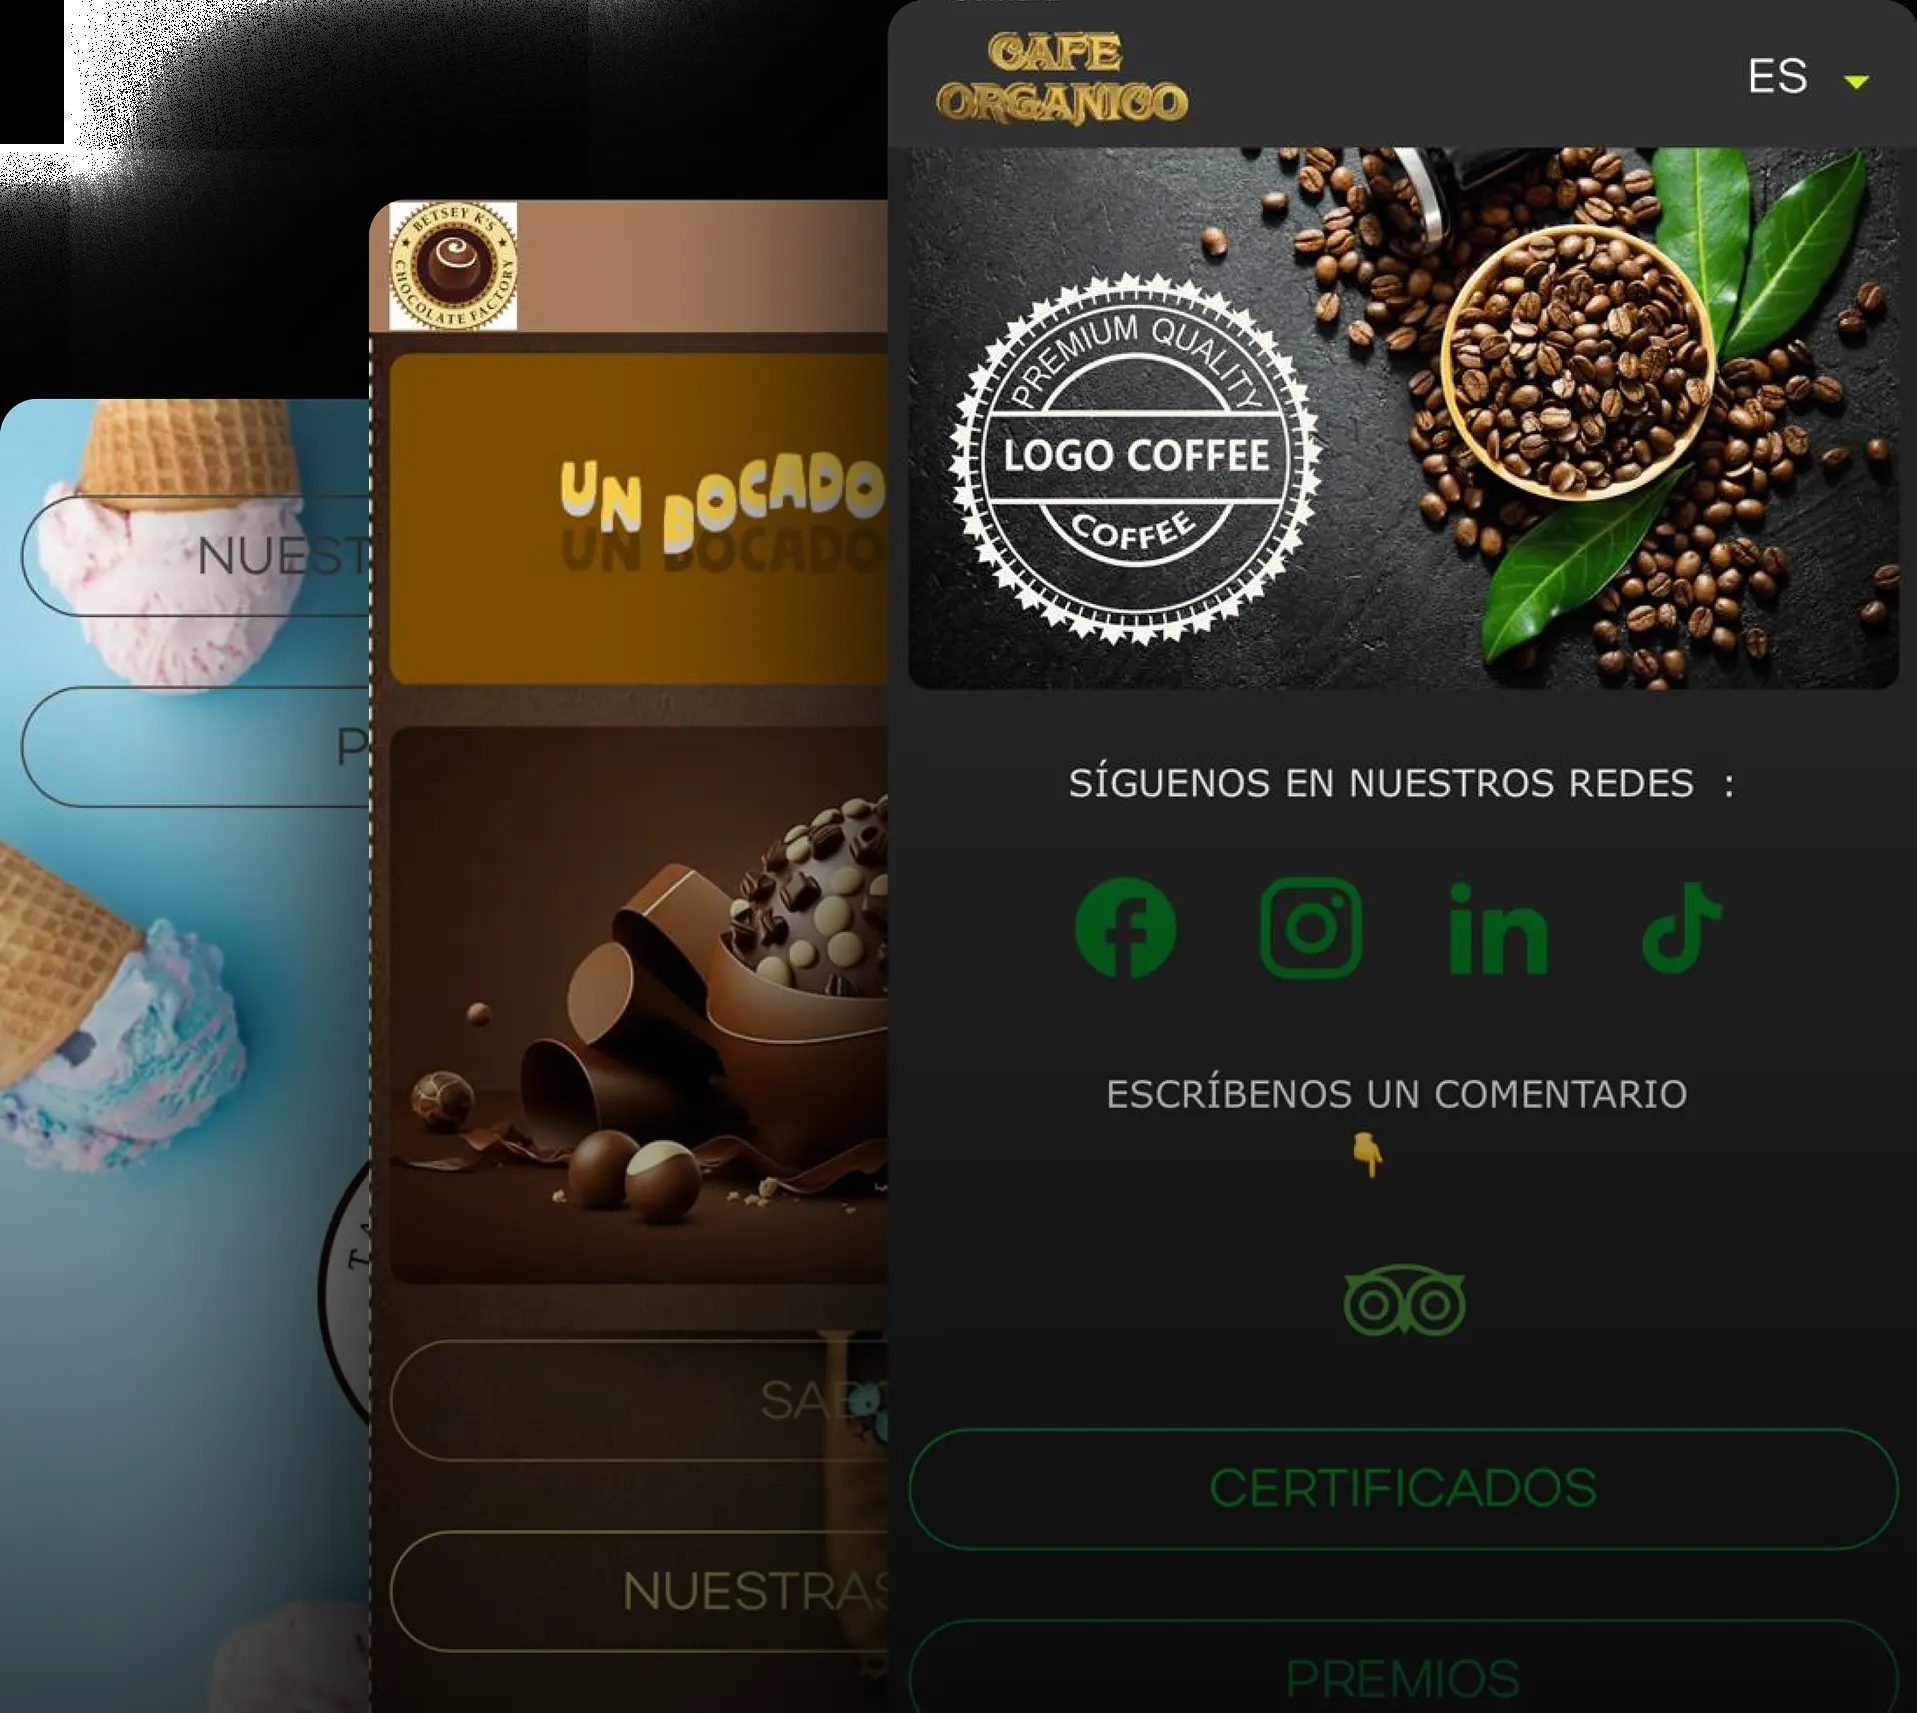 CAFE
ORGANICO
ES
PREMIUM QUALITY
LOGO COFFEE
COFFEE
SÍGUENOS EN NUESTROS REDES :
ESCRÍBENOS UN COMENTARIO
👇
CERTIFICADOS
PREMIOS
BETSEY K'S
CHOCOLATE FACTORY
UN BOCADO
NUESTRAS
NUEST
P